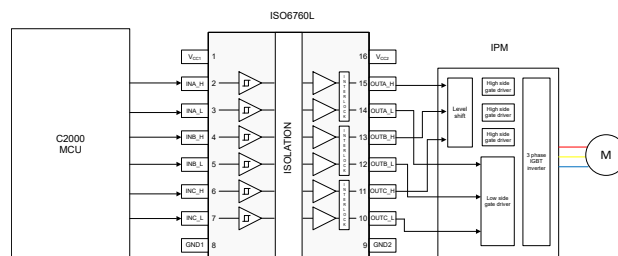 ISO6760L
C2000
MCU
VCC1
1
INA_H
2
INA_L
3
INB_H
4
INB_L
5
INC_H
6
INC_L
7
GND1
8
ISOLATION
INTERLOCK
INTERLOCK
INTERLOCK
16
VCC2
15
OUTA_H
14
OUTA_L
13
OUTB_H
12
OUTB_L
11
OUTC_H
10
OUTC_L
9
GND2
IPM
Level
shift
High side
gate driver
High side
gate driver
High side
gate driver
Low side
gate driver
3 phase
IGBT
inverter
M